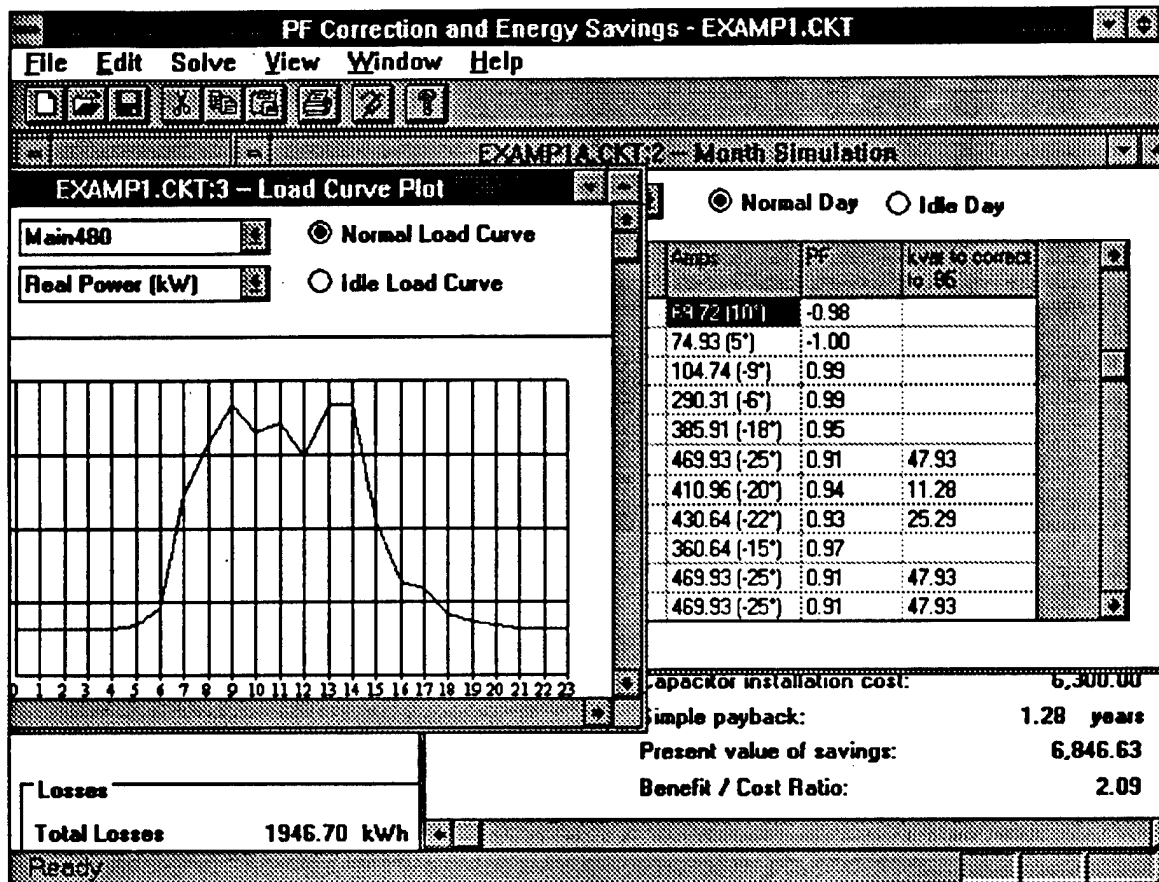 PF Correction and Energy Savings - EXAMP1.CKT
File Edit Solve View Window Help
EXAMP1A.CKT:2 – Month Simulation
EXAMP1.CKT:3 – Load Curve Plot
Main480
Normal Load Curve
Real Power (kW)
Idle Load Curve
0 1 2 3 4 5 6 7 8 9 10 11 12 13 14 15 16 17 18 19 20 21 22 23
Normal Day Idle Day
Amps PF kvar to correct
to .95
69.72 (10°) -0.98
74.93 (5°) -1.00
104.74 (-9°) 0.99
290.31 (-6°) 0.99
385.91 (-18°) 0.95
469.93 (-25°) 0.91 47.93
410.96 (-20°) 0.94 11.28
430.64 (-22°) 0.93 25.29
360.64 (-15°) 0.97
469.93 (-25°) 0.91 47.93
469.93 (-25°) 0.91 47.93
Capacitor installation cost: 6,300.00
Simple payback: 1.28 years
Present value of savings: 6,846.63
Benefit / Cost Ratio: 2.09
Losses
Total Losses 1946.70 kWh
Ready